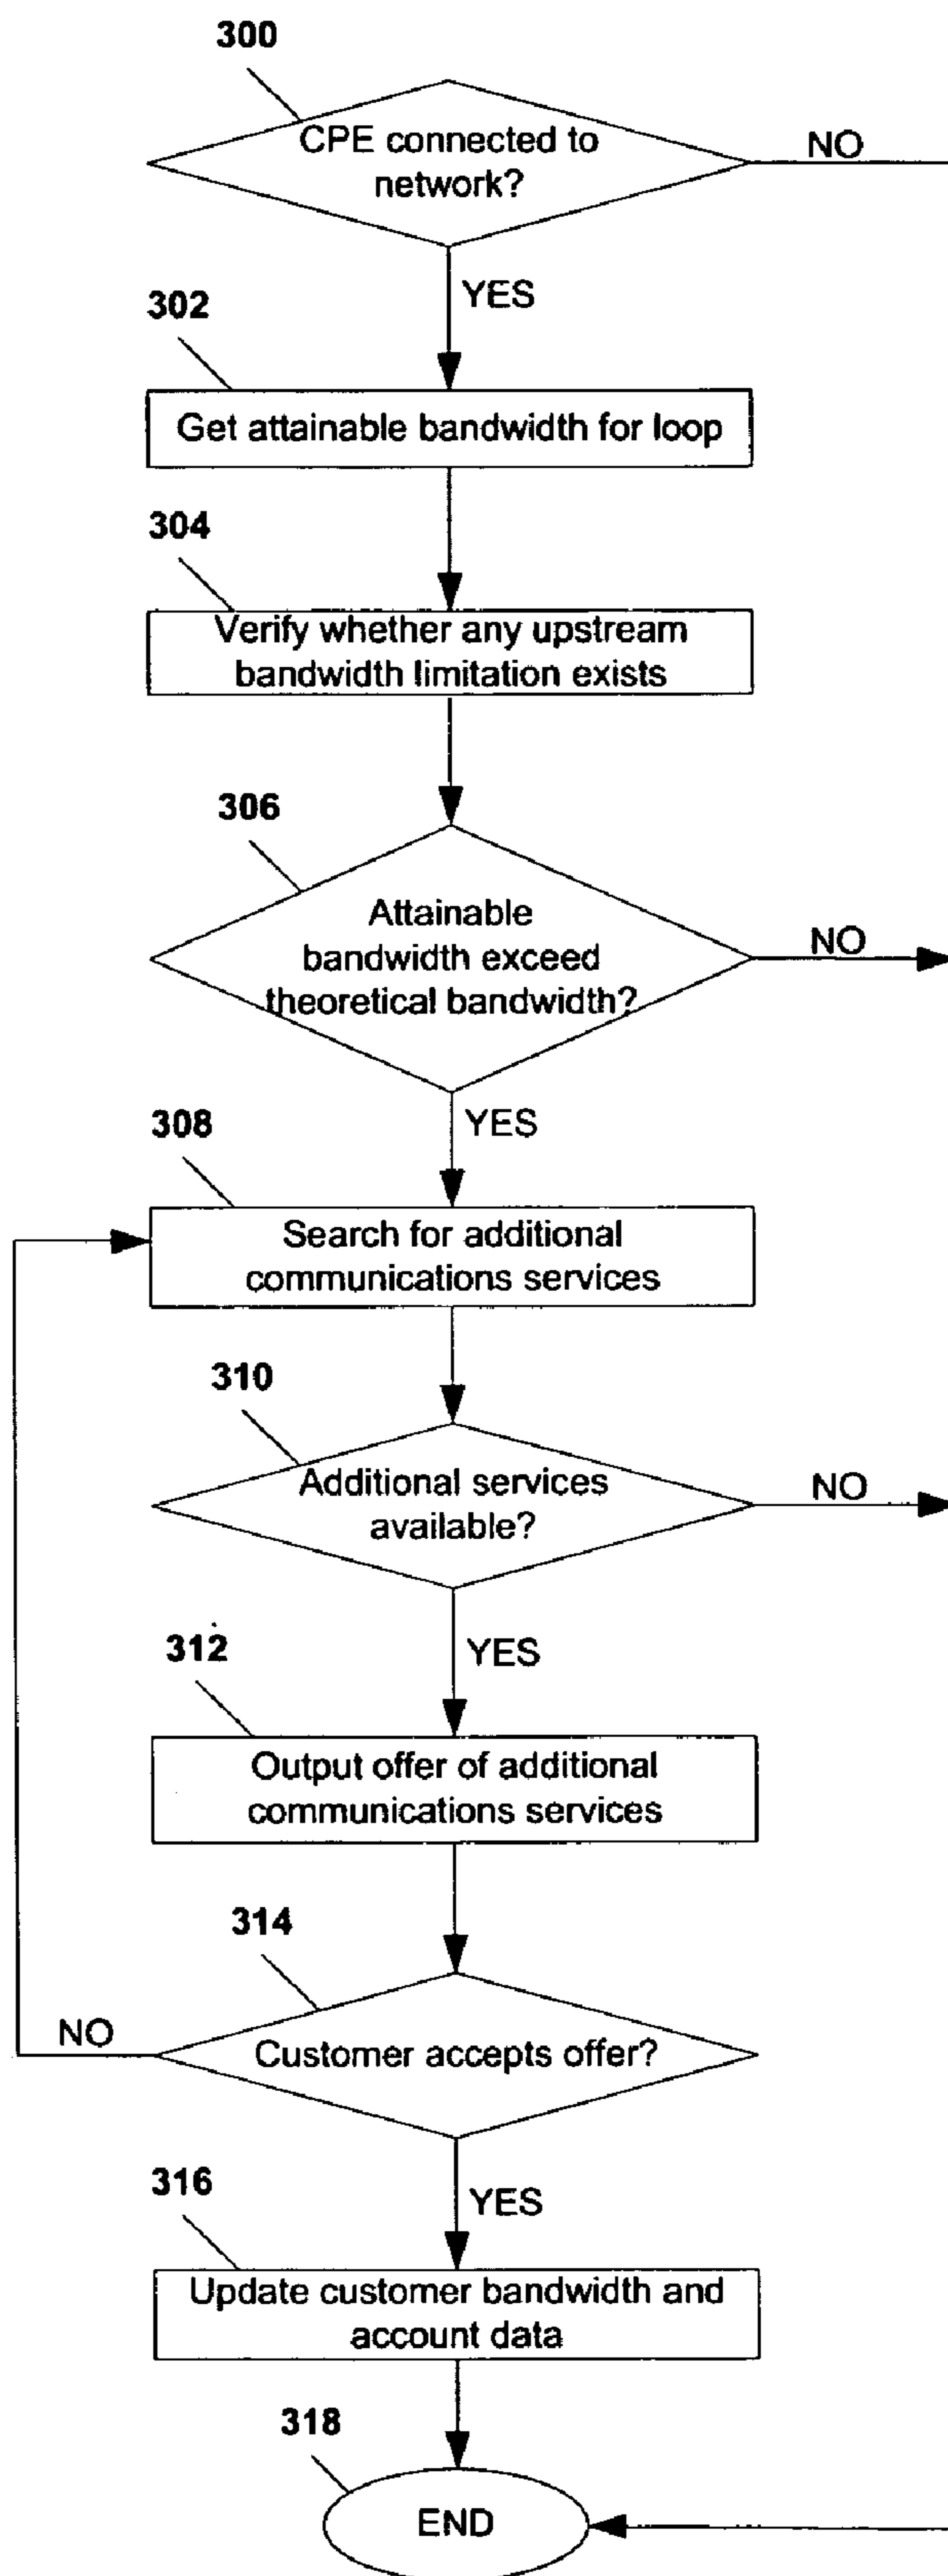 300
CPE connected to
network?
NO
YES
302
Get attainable bandwidth for loop
304
Verify whether any upstream
bandwidth limitation exists
306
Attainable
bandwidth exceed
theoretical bandwidth?
NO
YES
308
Search for additional
communications services
310
Additional services
available?
NO
YES
312
Output offer of additional
communications services
314
Customer accepts offer?
NO
YES
316
Update customer bandwidth and
account data
318
END